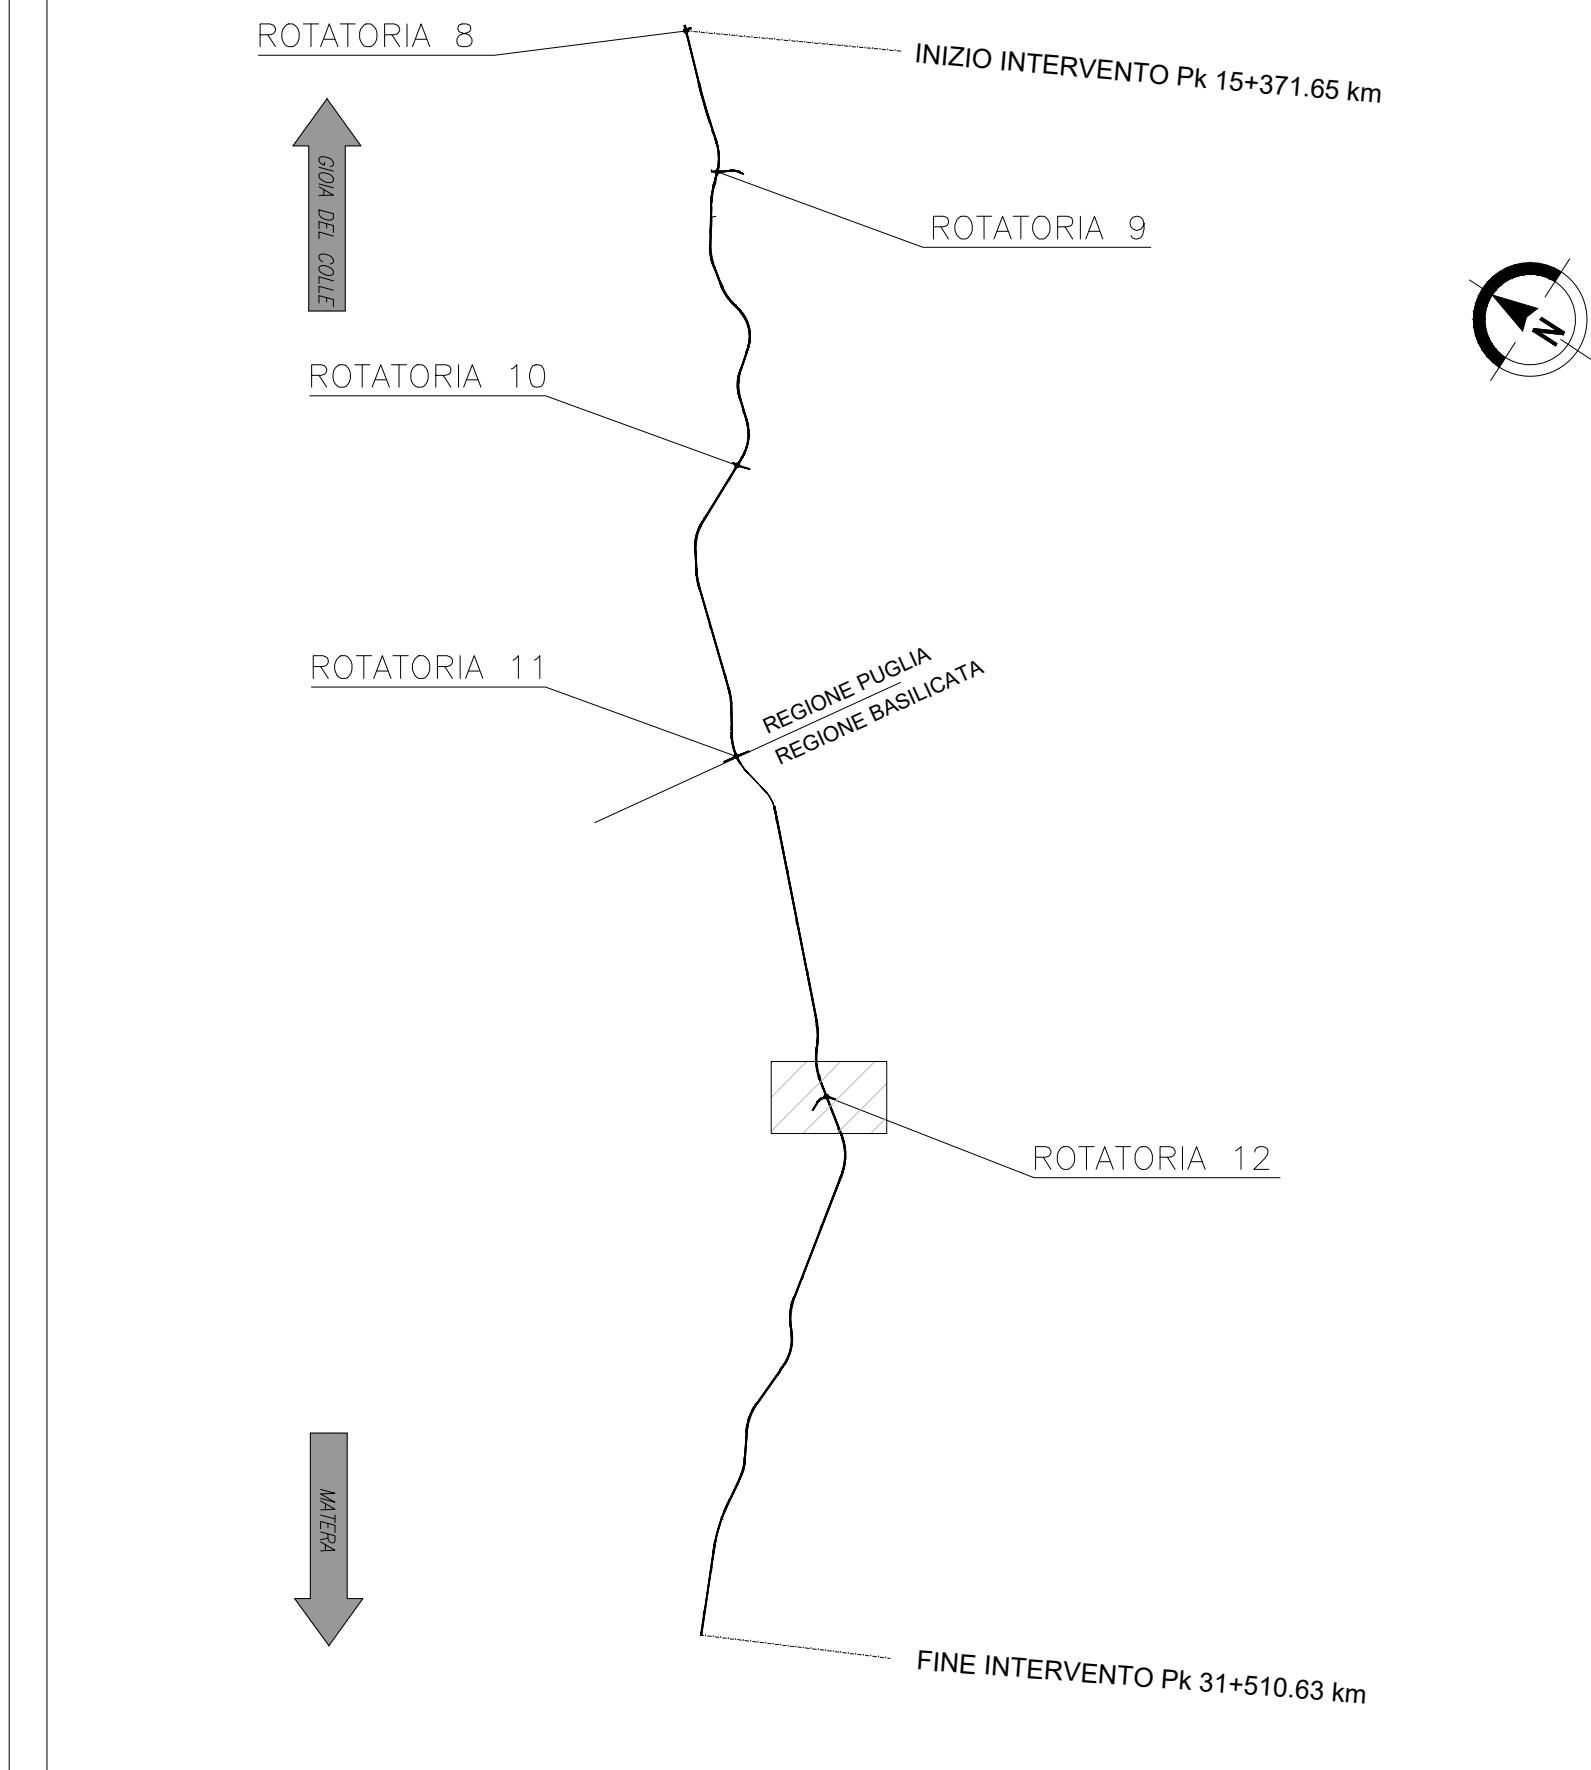 ROTATORIA 8
INIZIO INTERVENTO Pk 15+371.65 km
GIOIA DEL COLLE
ROTATORIA 9
N
ROTATORIA 10
ROTATORIA 11
REGIONE PUGLIA
REGIONE BASILICATA
ROTATORIA 12
MATERA
FINE INTERVENTO Pk 31+510.63 km